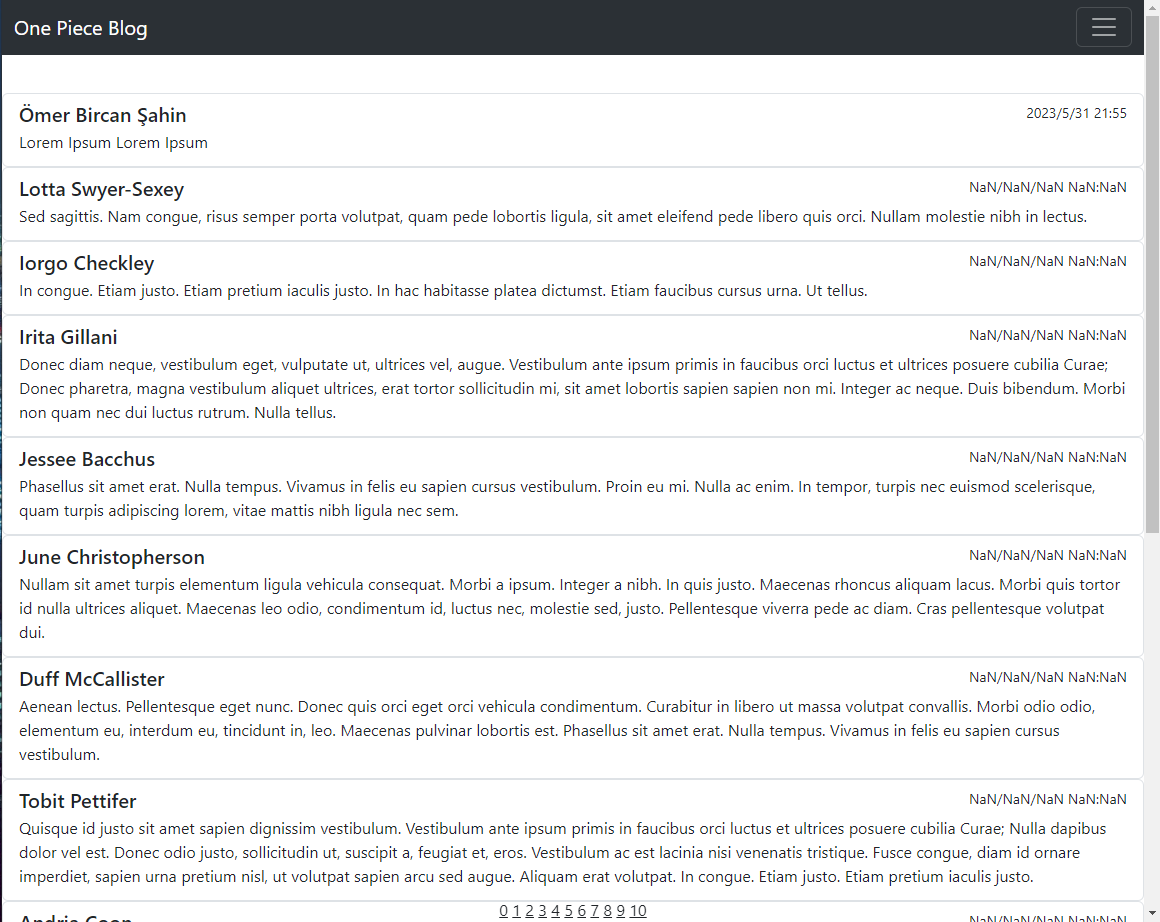 One Piece Blog
Ömer Bircan Şahin
2023/5/31 21:55
Lorem Ipsum Lorem Ipsum
Lotta Swyer-Sexey
NaN/NaN/NaN NaN:NaN
Sed sagittis. Nam congue, risus semper porta volutpat, quam pede lobortis ligula, sit amet eleifend pede libero quis orci. Nullam molestie nibh in lectus.
Iorgo Checkley
NaN/NaN/NaN NaN:NaN
In congue. Etiam justo. Etiam pretium iaculis justo. In hac habitasse platea dictumst. Etiam faucibus cursus urna. Ut tellus.
Irita Gillani
NaN/NaN/NaN NaN:NaN
Donec diam neque, vestibulum eget, vulputate ut, ultrices vel, augue. Vestibulum ante ipsum primis in faucibus orci luctus et ultrices posuere cubilia Curae;
Donec pharetra, magna vestibulum aliquet ultrices, erat tortor sollicitudin mi, sit amet lobortis sapien sapien non mi. Integer ac neque. Duis bibendum. Morbi
non quam nec dui luctus rutrum. Nulla tellus.
Jessee Bacchus
NaN/NaN/NaN NaN:NaN
Phasellus sit amet erat. Nulla tempus. Vivamus in felis eu sapien cursus vestibulum. Proin eu mi. Nulla ac enim. In tempor, turpis nec euismod scelerisque,
quam turpis adipiscing lorem, vitae mattis nibh ligula nec sem.
June Christopherson
NaN/NaN/NaN NaN:NaN
Nullam sit amet turpis elementum ligula vehicula consequat. Morbi a ipsum. Integer a nibh. In quis justo. Maecenas rhoncus aliquam lacus. Morbi quis tortor
id nulla ultrices aliquet. Maecenas leo odio, condimentum id, luctus nec, molestie sed, justo. Pellentesque viverra pede ac diam. Cras pellentesque volutpat
dui.
Duff McCallister
NaN/NaN/NaN NaN:NaN
Aenean lectus. Pellentesque eget nunc. Donec quis orci eget orci vehicula condimentum. Curabitur in libero ut massa volutpat convallis. Morbi odio odio,
elementum eu, interdum eu, tincidunt in, leo. Maecenas pulvinar lobortis est. Phasellus sit amet erat. Nulla tempus. Vivamus in felis eu sapien cursus
vestibulum.
Tobit Pettifer
NaN/NaN/NaN NaN:NaN
Quisque id justo sit amet sapien dignissim vestibulum. Vestibulum ante ipsum primis in faucibus orci luctus et ultrices posuere cubilia Curae; Nulla dapibus
dolor vel est. Donec odio justo, sollicitudin ut, suscipit a, feugiat et, eros. Vestibulum ac est lacinia nisi venenatis tristique. Fusce congue, diam id ornare
imperdiet, sapien urna pretium nisl, ut volutpat sapien arcu sed augue. Aliquam erat volutpat. In congue. Etiam justo. Etiam pretium iaculis justo.
0 1 2 3 4 5 6 7 8 9 10
Andria Coon
NaN/NaN/NaN NaN:NaN